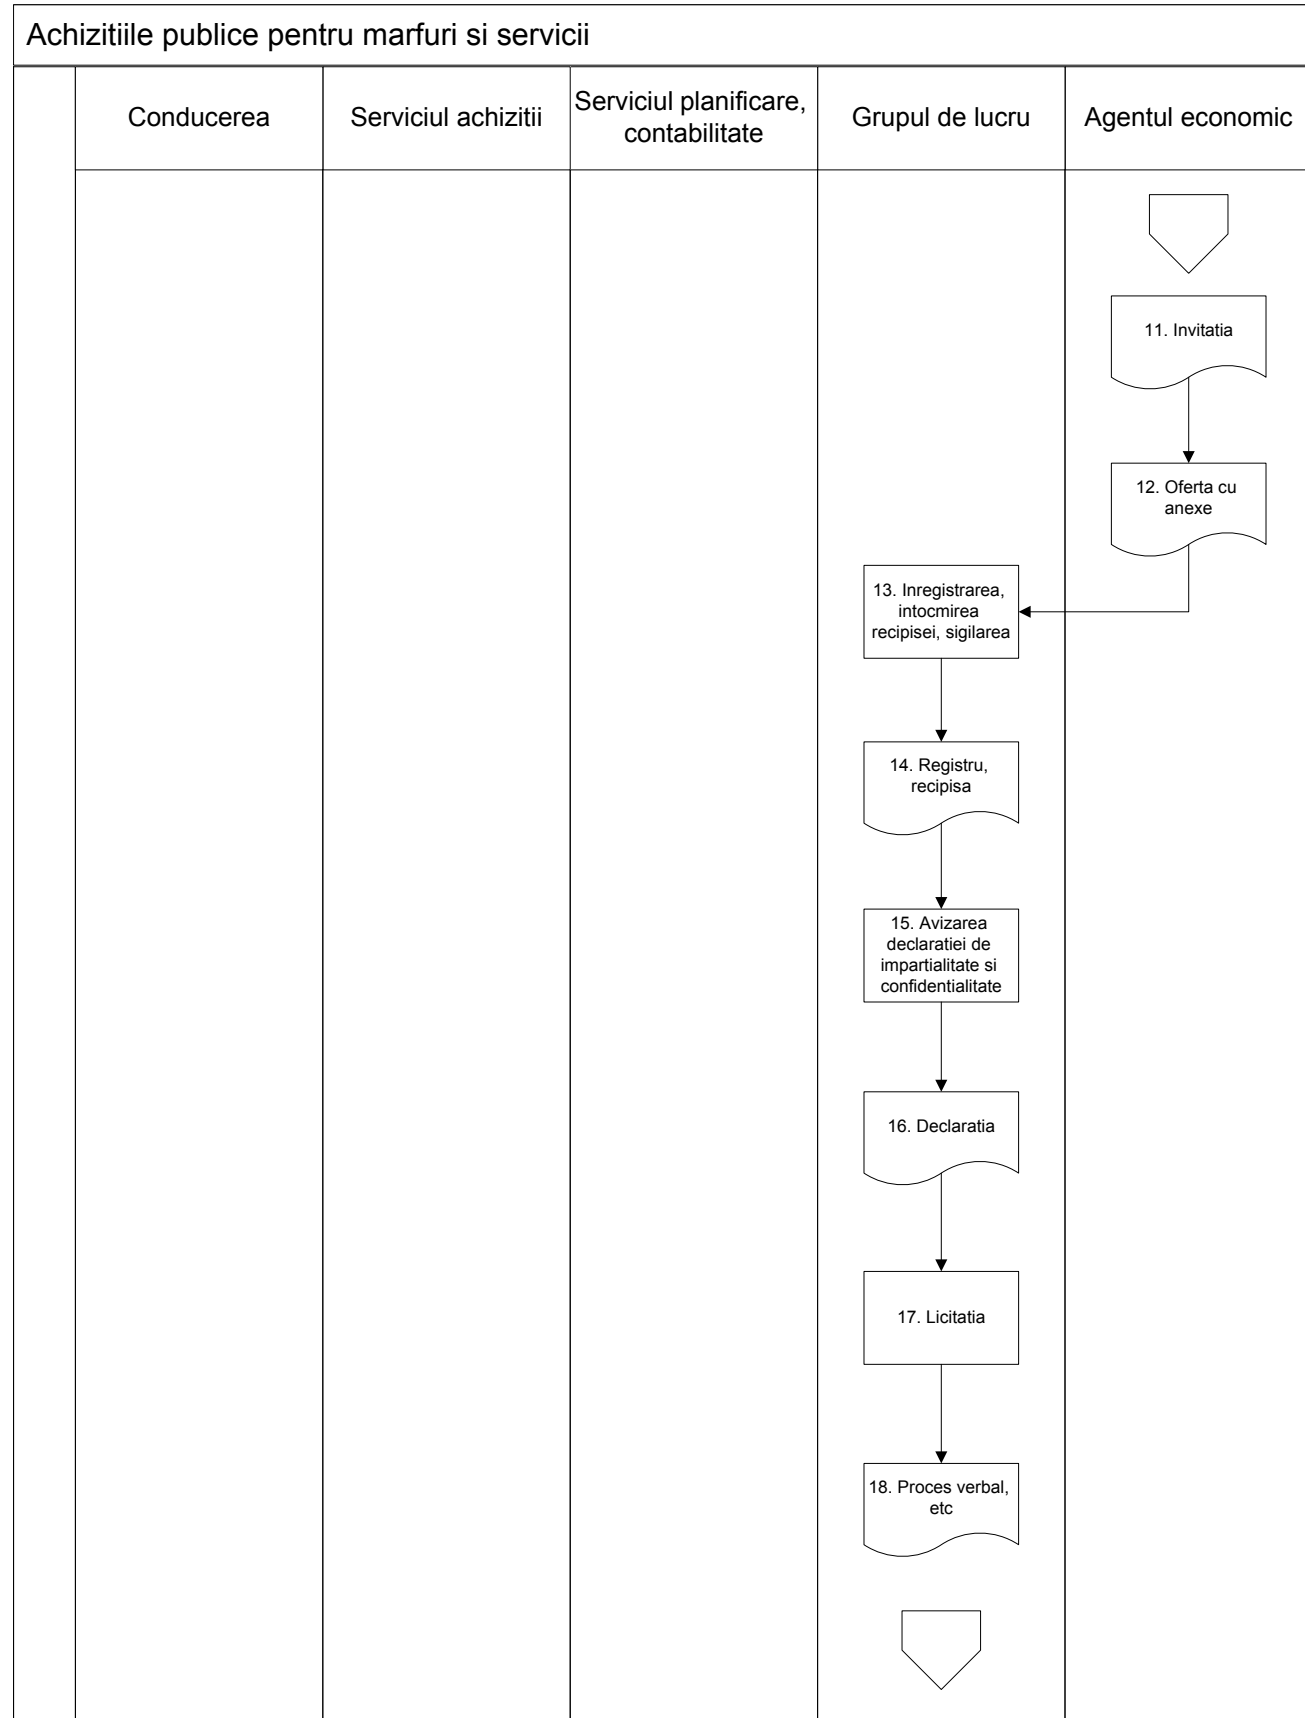 Achizitiile publice pentru marfuri si servicii
Conducerea
Serviciul achizitii
Serviciul planificare,
contabilitate
Grupul de lucru
Agentul economic
11. Invitatia
12. Oferta cu
anexe
13. Inregistrarea,
intocmirea
recipisei, sigilarea
14. Registru,
recipisa
15. Avizarea
declaratiei de
impartialitate si
confidentialitate
16. Declaratia
17. Licitatia
18. Proces verbal,
etc